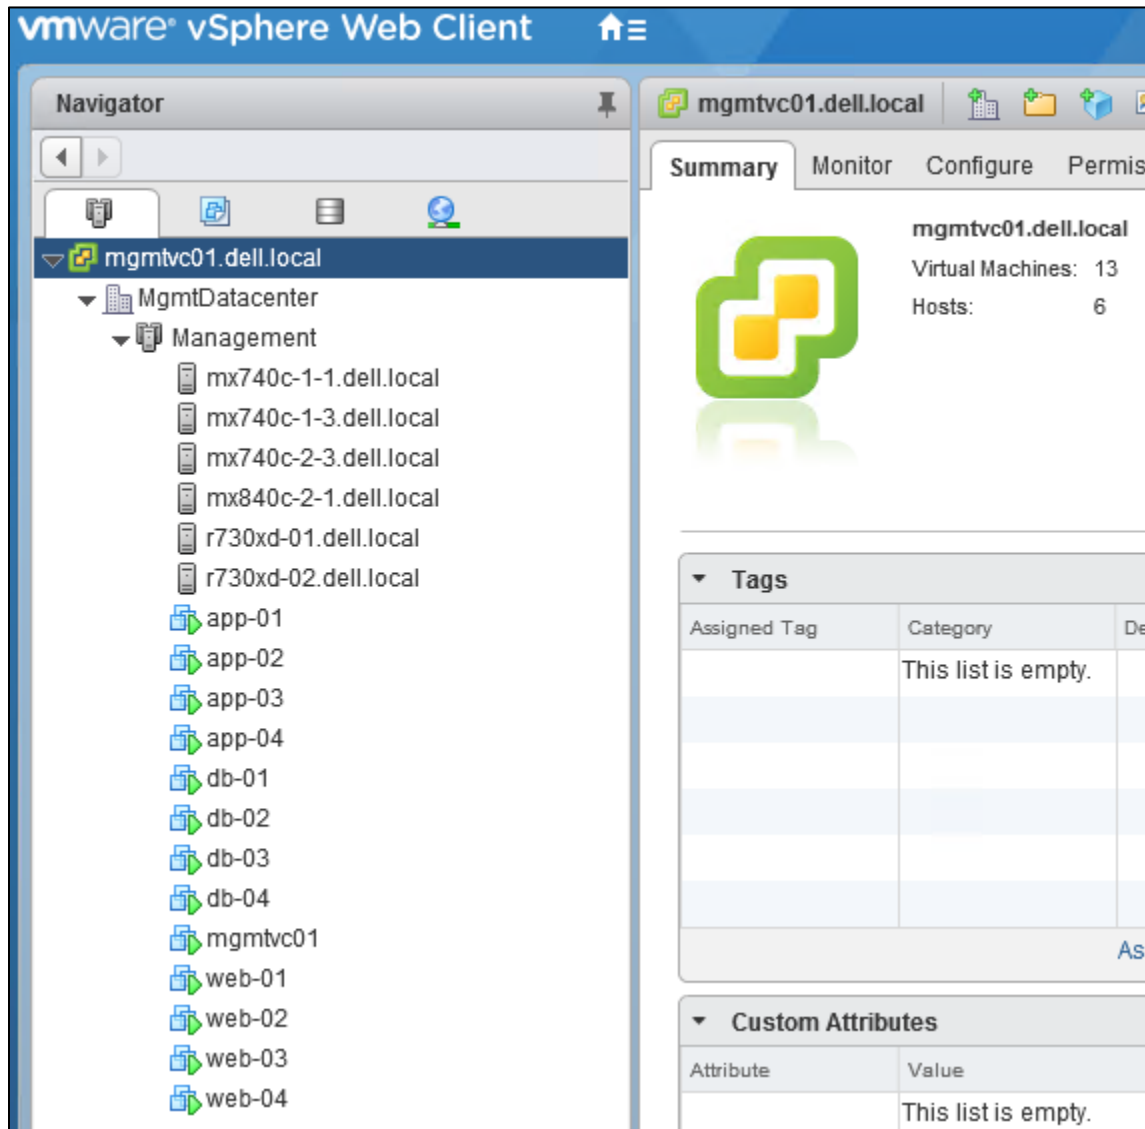 vmware® vSphere Web Client
Navigator
mgmtvc01.dell.local
Summary Monitor Configure Permis
mgmtvc01.dell.local
MgmtDatacenter
Management
mx740c-1-1.dell.local
mx740c-1-3.dell.local
mx740c-2-3.dell.local
mx840c-2-1.dell.local
r730xd-01.dell.local
r730xd-02.dell.local
app-01
app-02
app-03
app-04
db-01
db-02
db-03
db-04
mgmtvc01
web-01
web-02
web-03
web-04
mgmtvc01.dell.local
Virtual Machines: 13
Hosts: 6
Tags
Assigned Tag Category De
This list is empty.
As
Custom Attributes
Attribute Value
This list is empty.